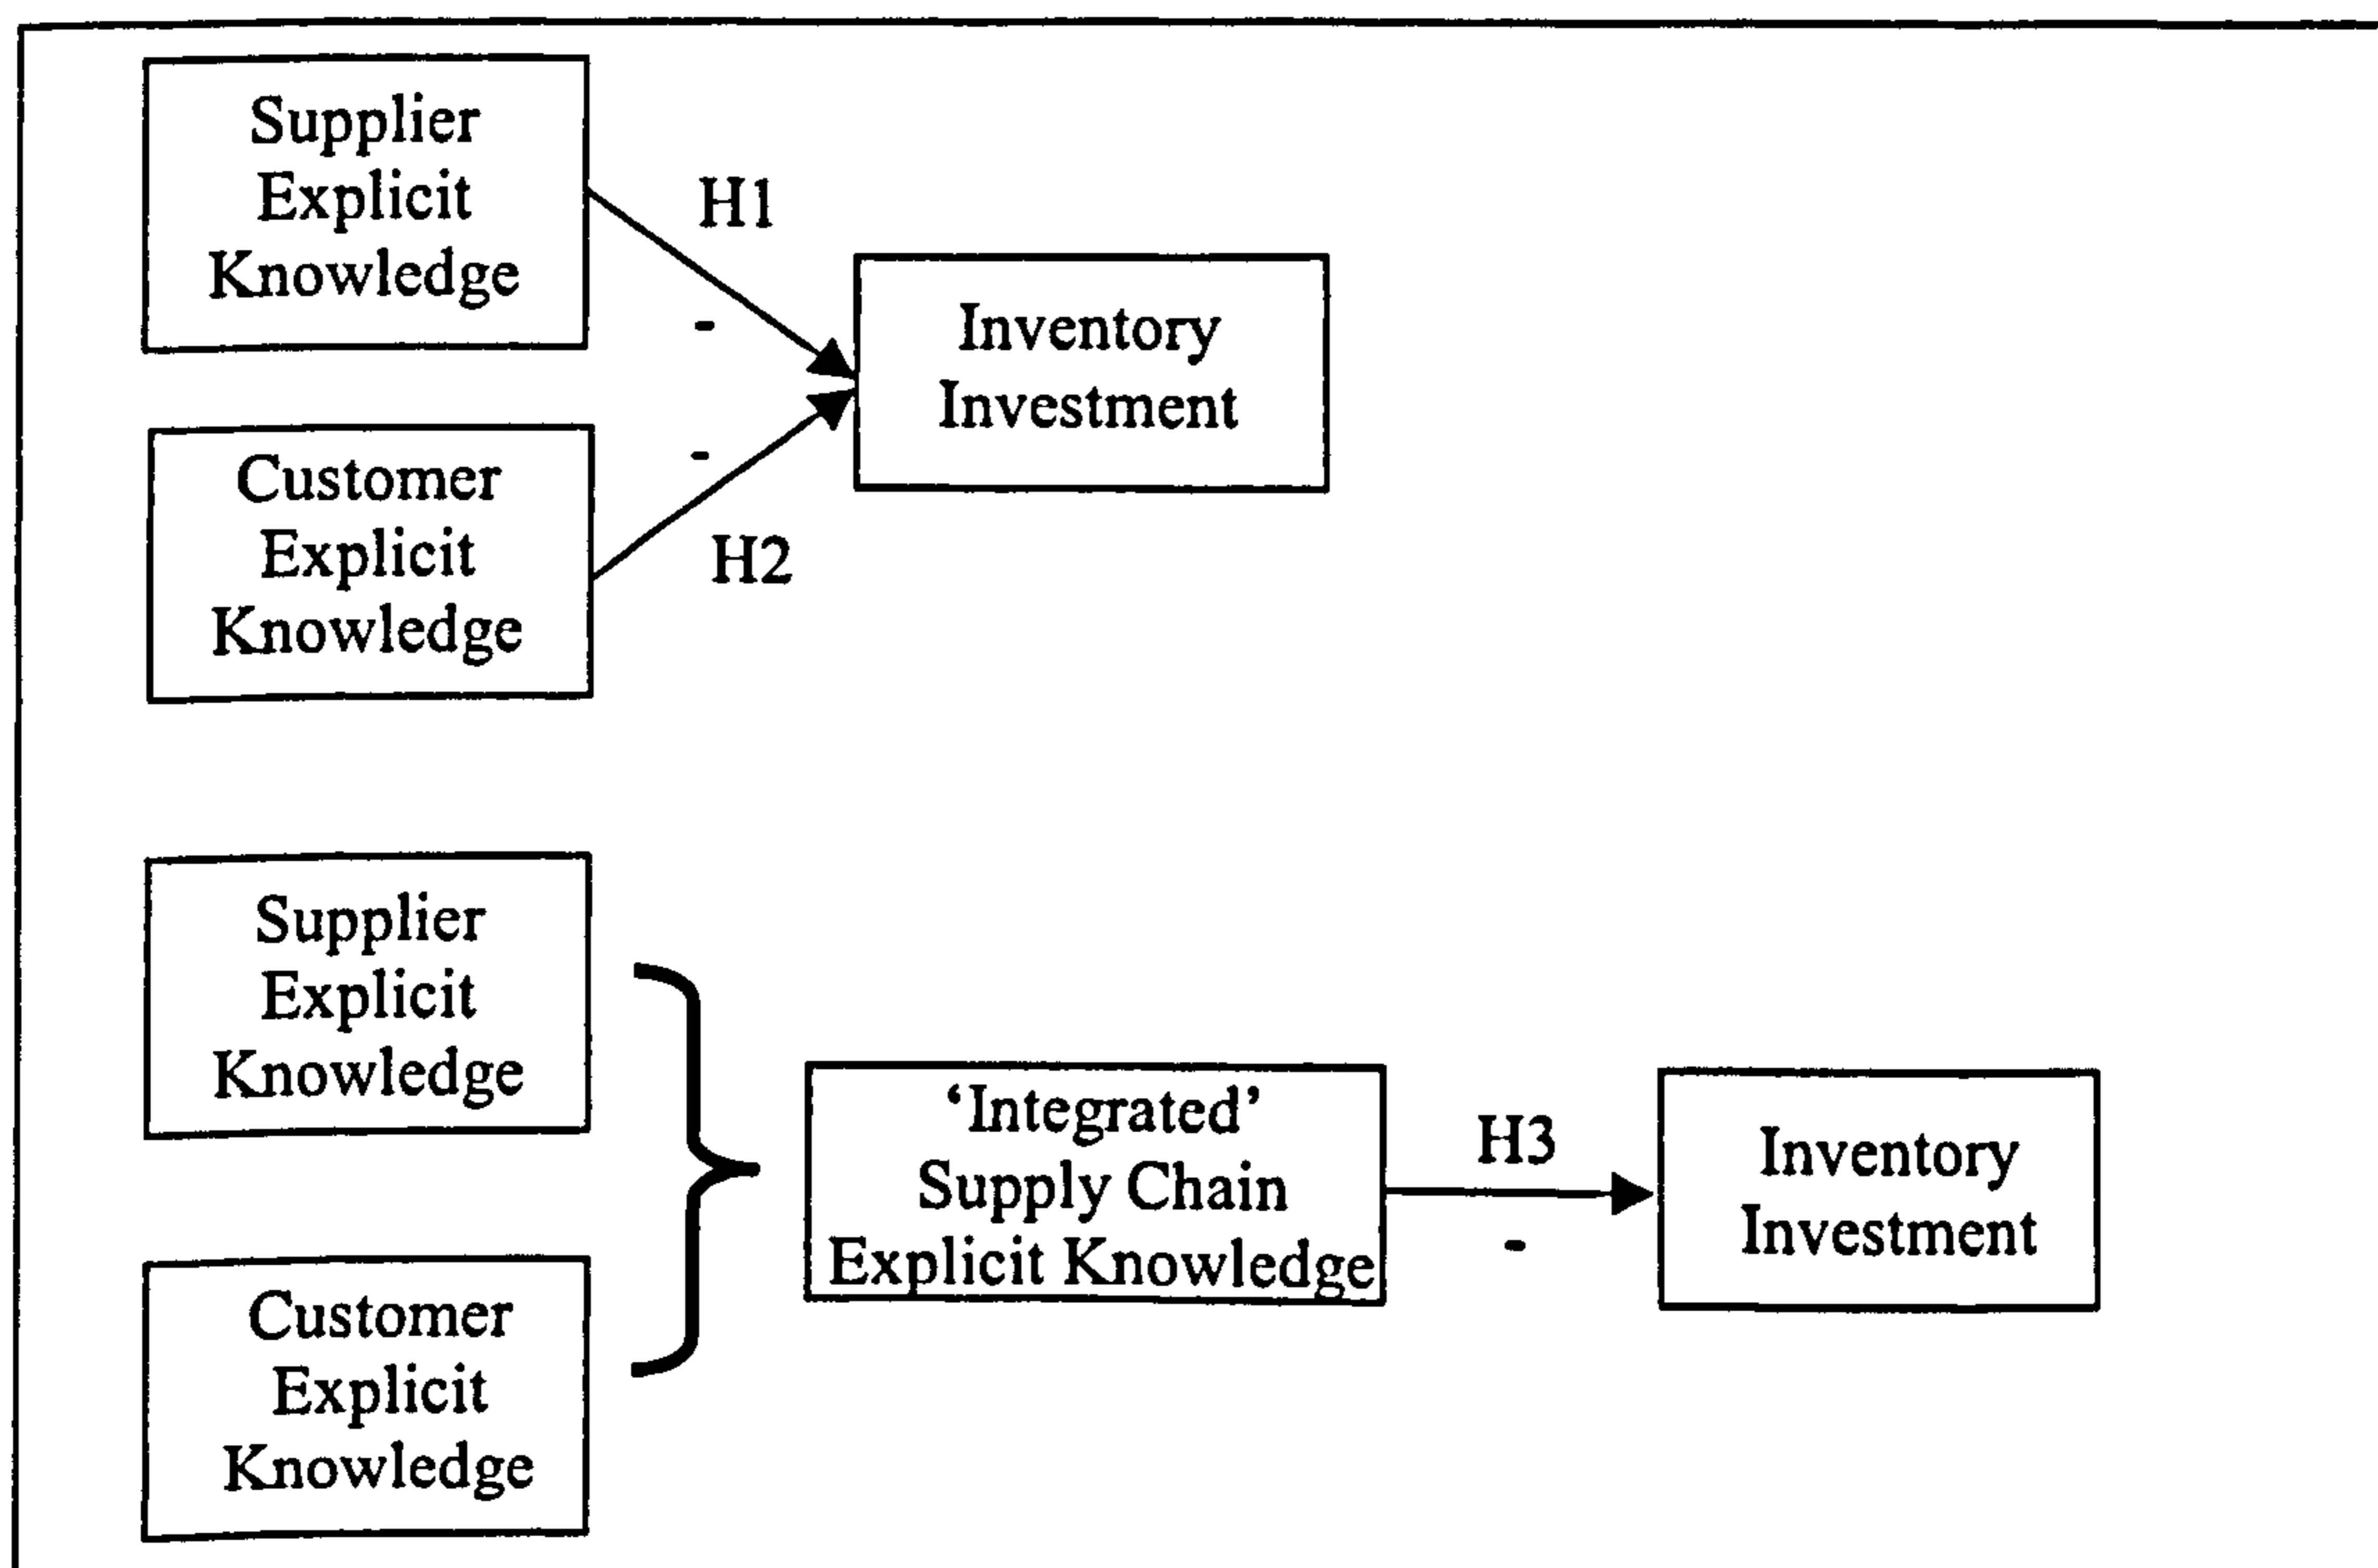 Supplier
Explicit
Knowledge
H1
-
Inventory
Investment
-
Customer
Explicit
Knowledge
H2
Supplier
Explicit
Knowledge
Customer
Explicit
Knowledge
‘Integrated’
Supply Chain
Explicit Knowledge
H3
-
Inventory
Investment